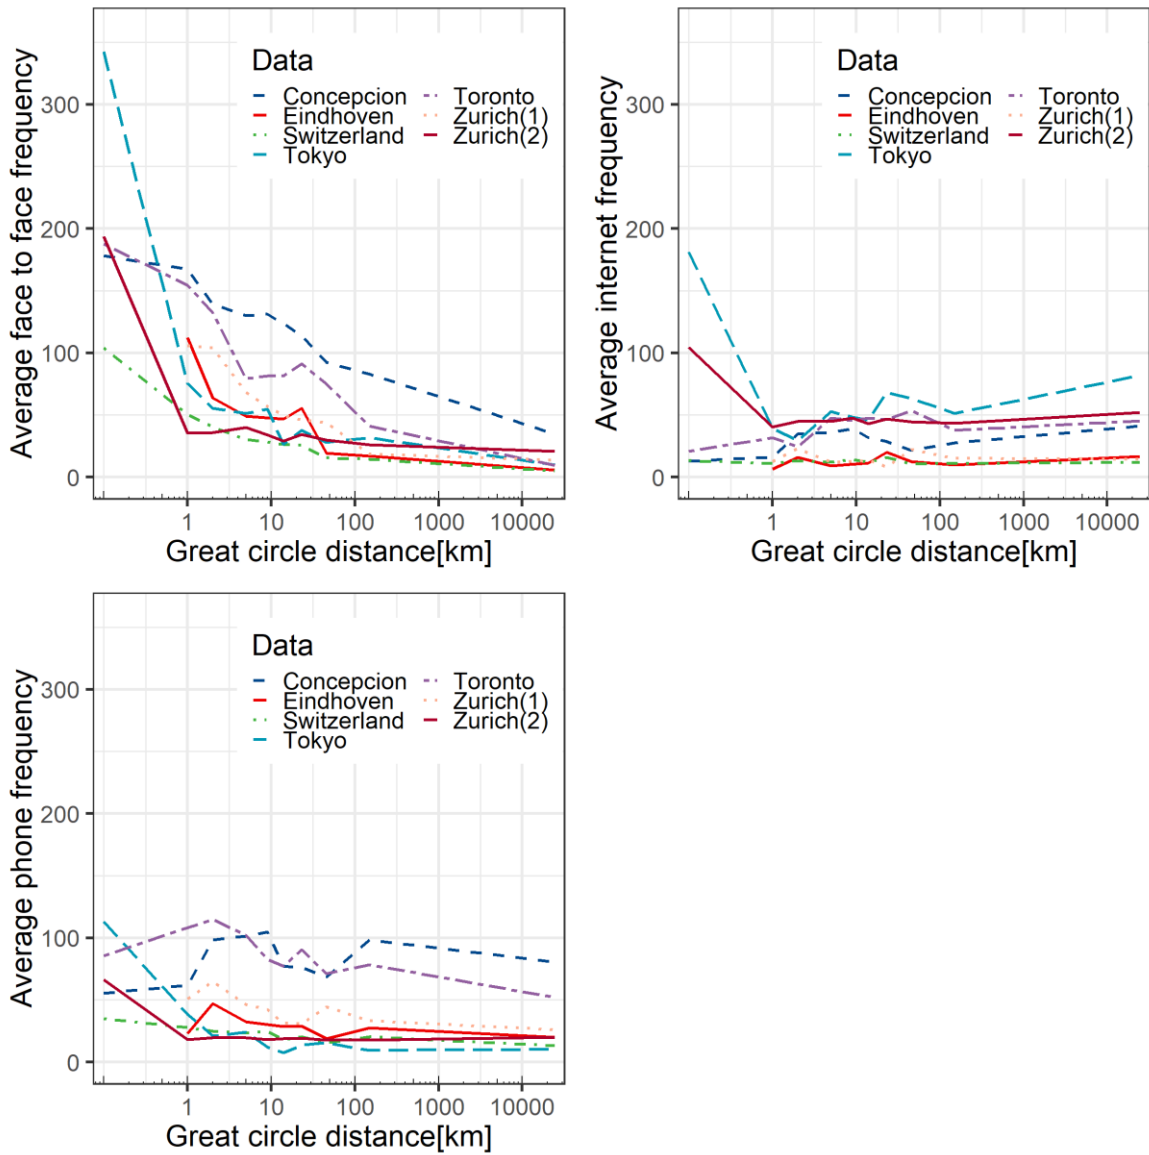 Average face to face frequency
300
200
100
0
Data
Concepcion Toronto
Eindhoven Zurich(1)
Switzerland Zurich(2)
Tokyo
1 10 100 1000 10000
Great circle distance[km]
Average internet frequency
300
200
100
0
Data
Concepcion Toronto
Eindhoven Zurich(1)
Switzerland Zurich(2)
Tokyo
1 10 100 1000 10000
Great circle distance[km]
Average phone frequency
300
200
100
0
Data
Concepcion Toronto
Eindhoven Zurich(1)
Switzerland Zurich(2)
Tokyo
1 10 100 1000 10000
Great circle distance[km]